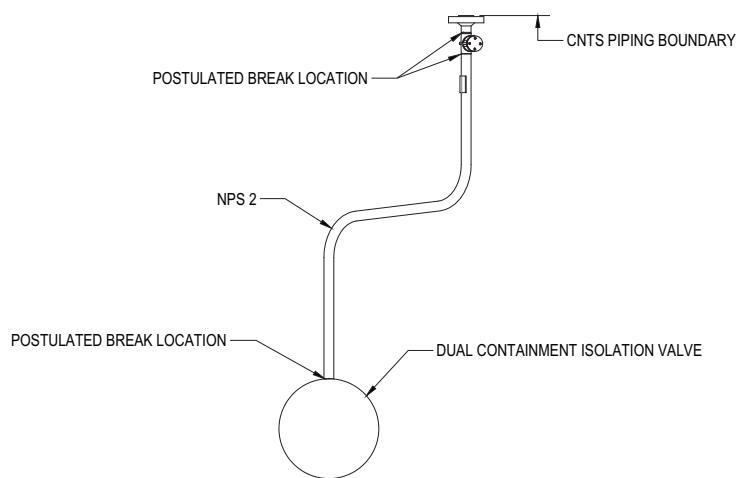 CNTS PIPING BOUNDARY
POSTULATED BREAK LOCATION
NPS 2
POSTULATED BREAK LOCATION
DUAL CONTAINMENT ISOLATION VALVE